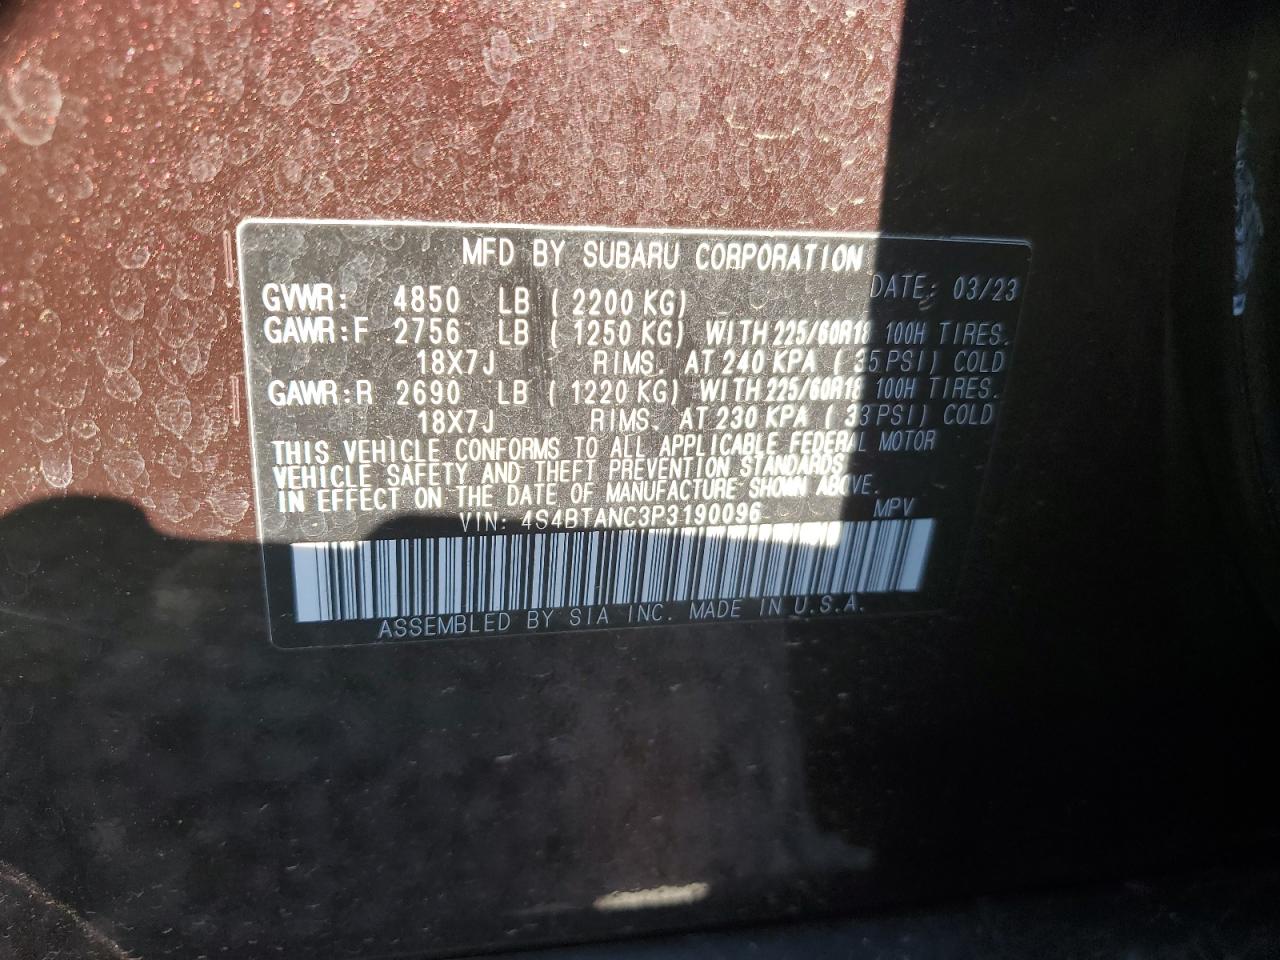 MFD BY SUBARU CORPORATION
DATE: 03/23
GVWR: 4850 LB ( 2200 KG)
GAWR:F 2756 LB ( 1250 KG) WITH 225/60R18 100H TIRES.
18X7J RIMS. AT 240 KPA ( 35 PSI) COLD
GAWR:R 2690 LB ( 1220 KG) WITH 225/60R18 100H TIRES.
18X7J RIMS. AT 230 KPA ( 33 PSI) COLD
THIS VEHICLE CONFORMS TO ALL APPLICABLE FEDERAL MOTOR
VEHICLE SAFETY AND THEFT PREVENTION STANDARDS
IN EFFECT ON THE DATE OF MANUFACTURE SHOWN ABOVE.
VIN: 4S4BTANC3P3190096 MPV
ASSEMBLED BY SIA INC. MADE IN U.S.A.